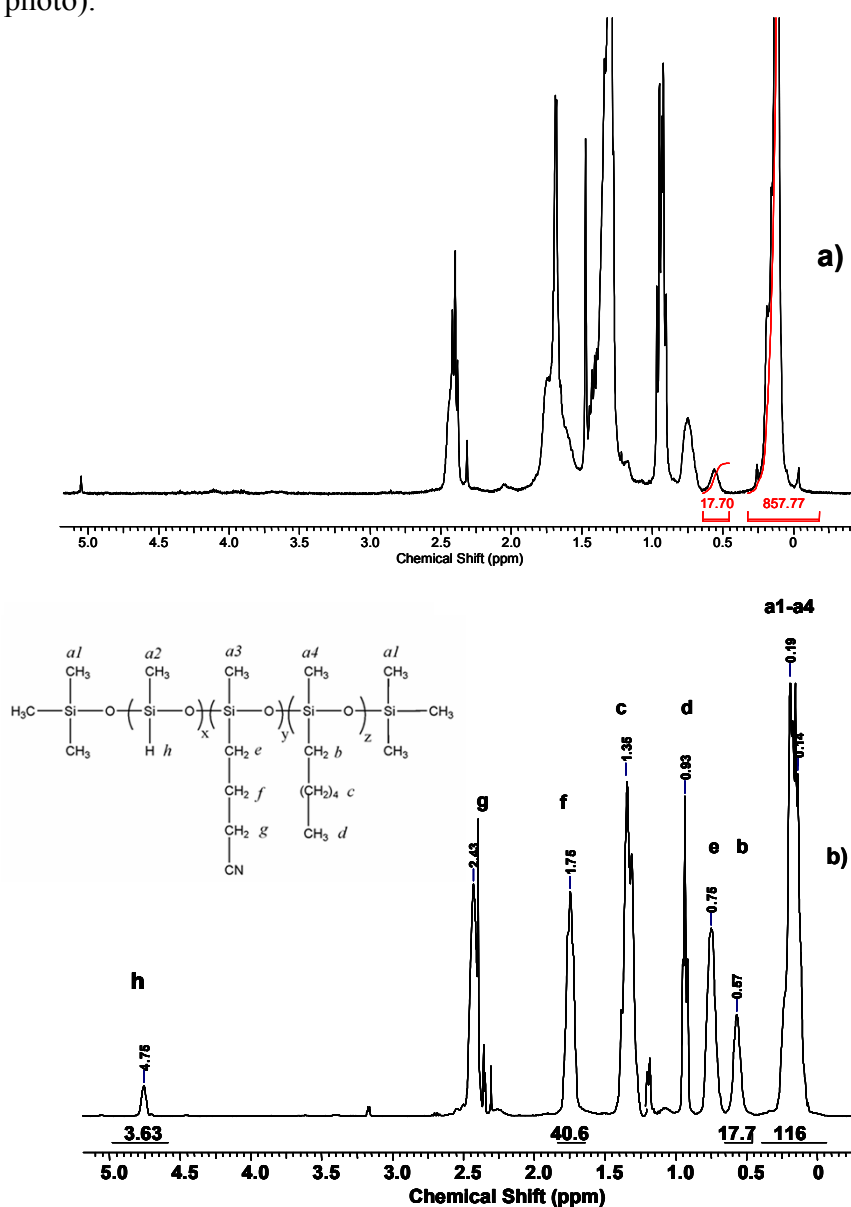 photo).
a)
17.70 857.77
5.0 4.5 4.0 3.5 3.0 2.5 2.0 1.5 1.0 0.5 0
Chemical Shift (ppm)
a1-a4
a1 a2 a3 a4 a1
CH₃ CH₃ CH₃ CH₃ CH₃
H₃C Si O Si O Si O Si O Si CH₃
x y z
CH₃ H h CH₂ e CH₂ b CH₃
CH₂ f (CH₂)₄ c
CH₂ g CH₃ d
CN
h g f c d e b b)
4.75 2.43 1.75 1.35 0.93 0.75 0.57 0.19 0.14
3.63 40.6 17.7 116
5.0 4.5 4.0 3.5 3.0 2.5 2.0 1.5 1.0 0.5 0
Chemical Shift (ppm)